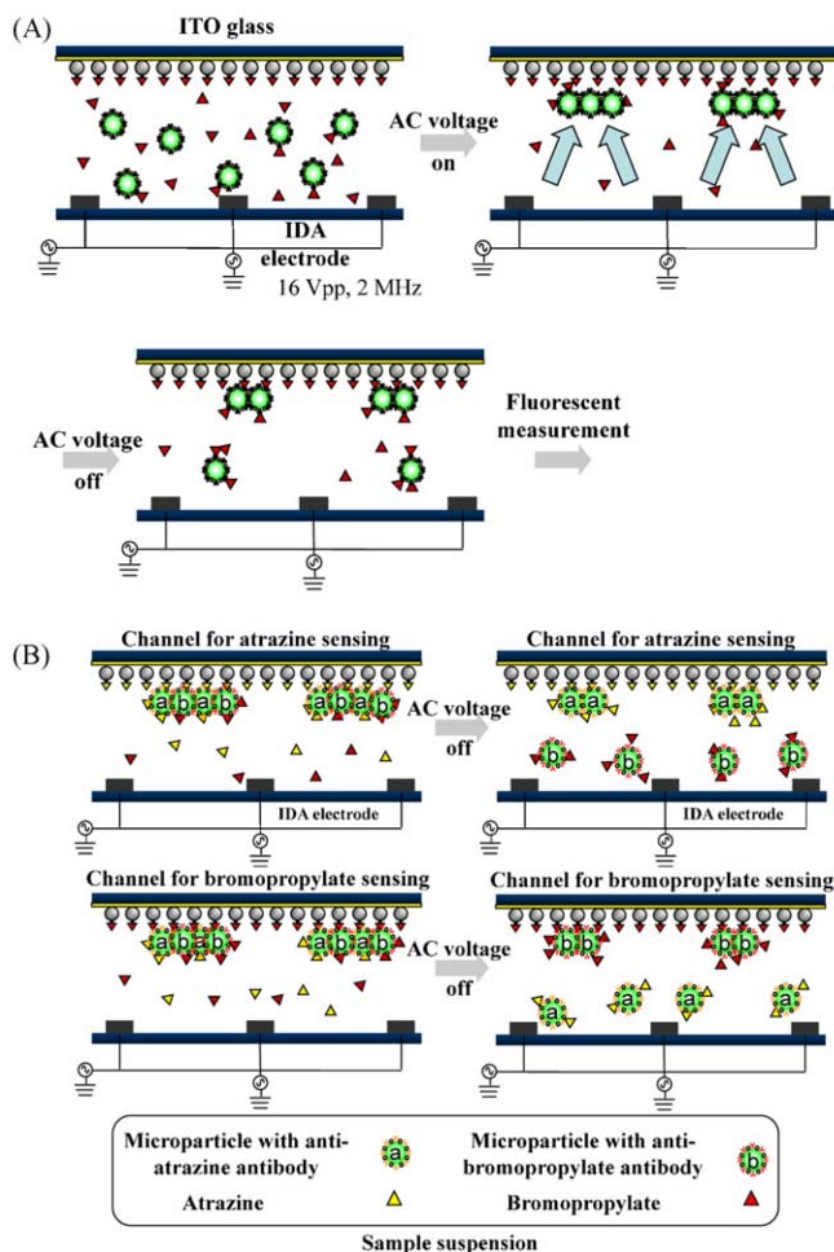 (A)
ITO glass
AC voltage
on
IDA
electrode
16 Vpp, 2 MHz
AC voltage
off
Fluorescent
measurement
(B)
Channel for atrazine sensing
Channel for atrazine sensing
a b a b
a b a b
AC voltage
off
a a
a a
b b b b
IDA electrode
IDA electrode
Channel for bromopropylate sensing
Channel for bromopropylate sensing
a b a b
a b a b
AC voltage
off
b b
b b
a a a a
Microparticle with anti-
atrazine antibody
a
Microparticle with anti-
bromopropylate antibody
b
Atrazine
Bromopropylate
Sample suspension